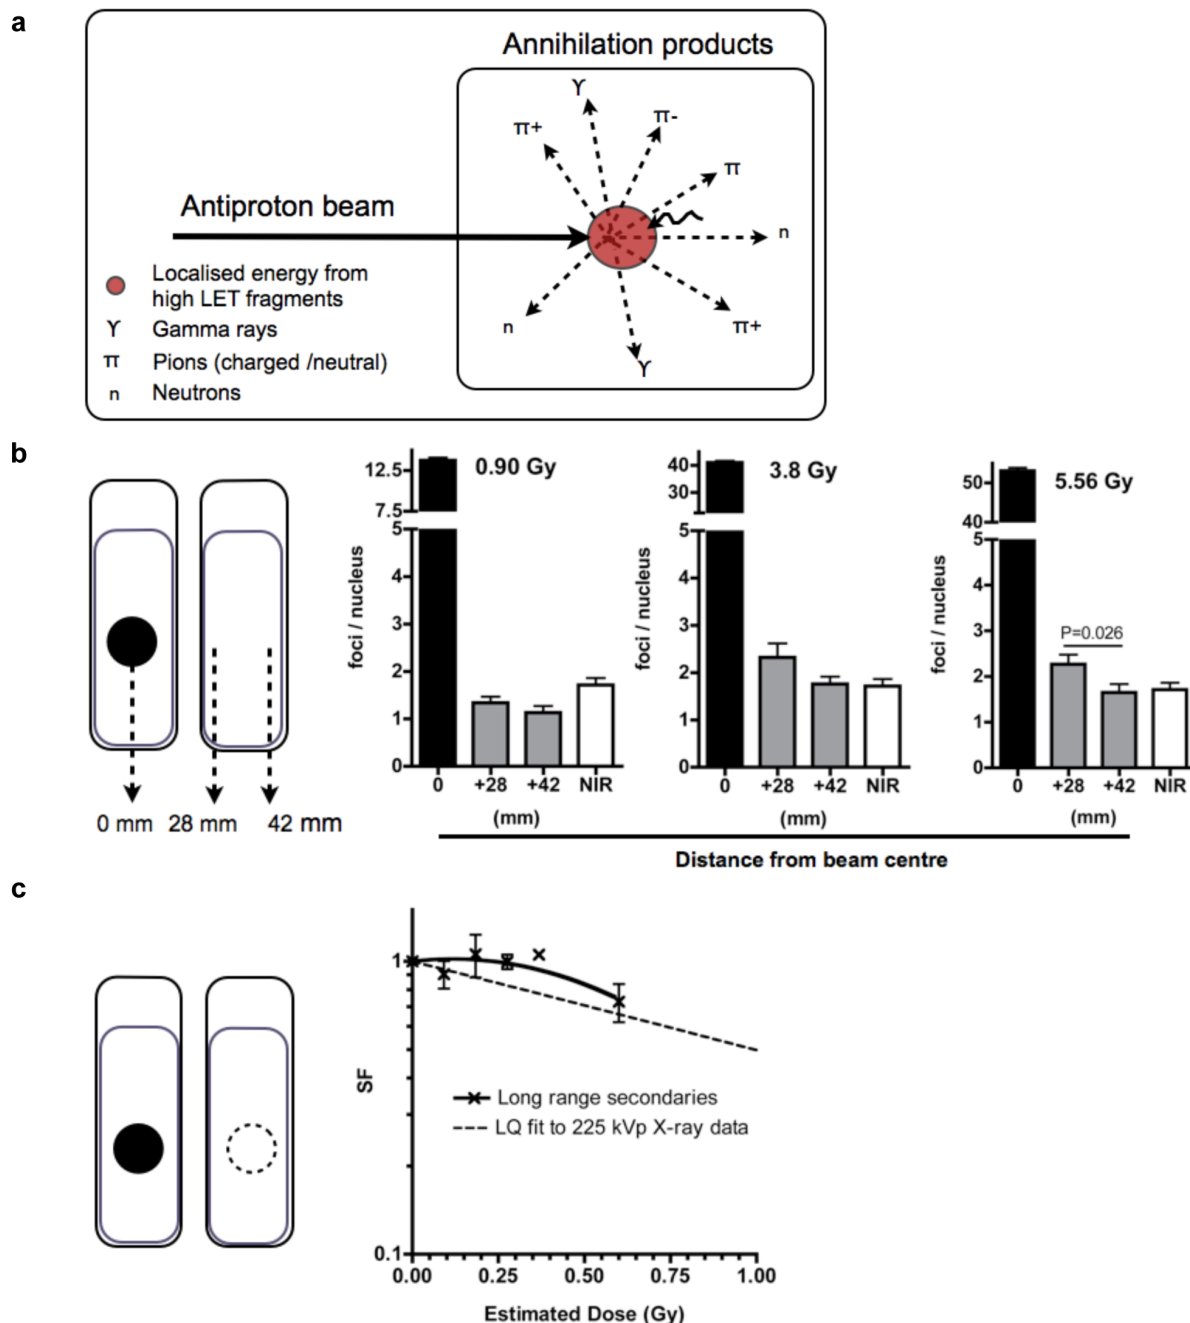 a
Annihilation products
ϒ
π+
π-
π
Antiproton beam
n
Localised energy from
high LET fragments
n
π+
ϒ Gamma rays
π Pions (charged /neutral)
ϒ
n Neutrons
b
0.90 Gy
12.5
7.5
5
4
3
2
1
0
foci / nucleus
0 +28 +42 NIR
(mm)
3.8 Gy
40
30
5
4
3
2
1
0
foci / nucleus
0 +28 +42 NIR
(mm)
5.56 Gy
50
40
5
4
3
2
1
0
foci / nucleus
P=0.026
0 +28 +42 NIR
(mm)
0 mm 28 mm 42 mm
Distance from beam centre
c
1
SF
Long range secondaries
LQ fit to 225 kVp X-ray data
0.1
0.00 0.25 0.50 0.75 1.00
Estimated Dose (Gy)